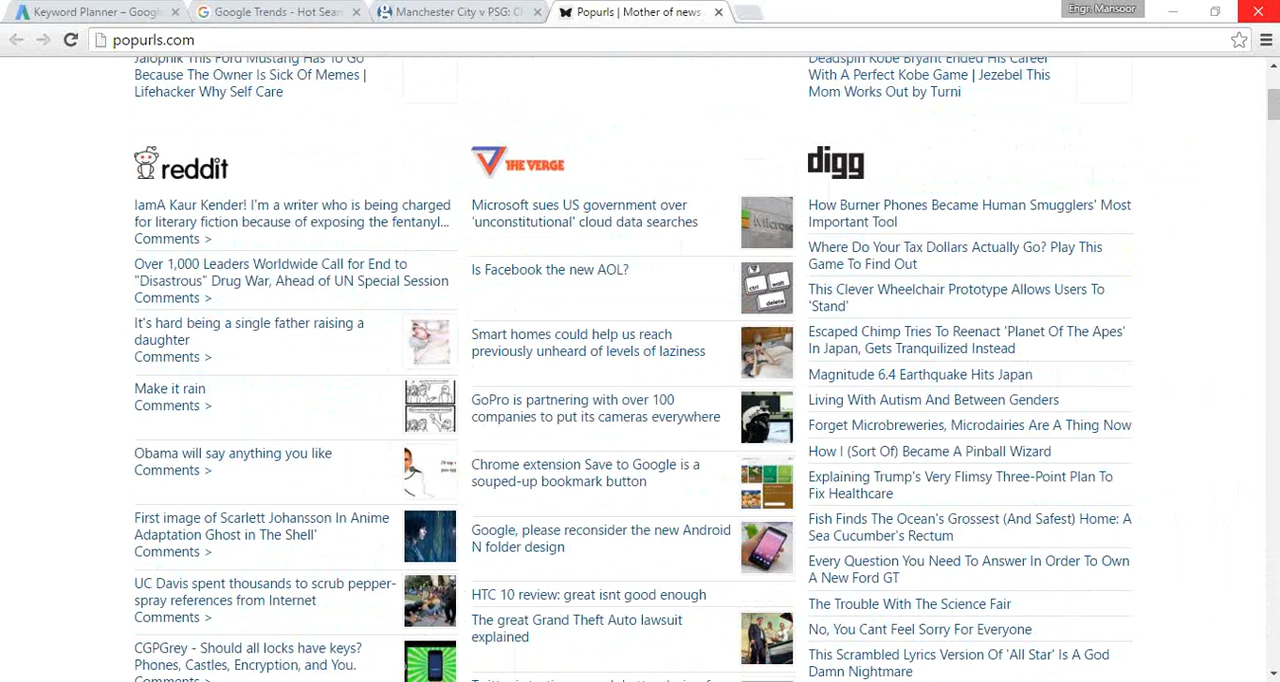 Keyword Planner – Googl
Google Trends - Hot Sear
Manchester City v PSG: Ch
Popurls | Mother of news
Engr. Mansoor
popurls.com
Jalopnik This Ford Mustang Has To Go
Because The Owner Is Sick Of Memes |
Lifehacker Why Self Care
Deadspin Kobe Bryant Ended His Career
With A Perfect Kobe Game | Jezebel This
Mom Works Out by Turni
reddit
IamA Kaur Kender! I'm a writer who is being charged
for literary fiction because of exposing the fentanyl...
Comments >
Over 1,000 Leaders Worldwide Call for End to
"Disastrous" Drug War, Ahead of UN Special Session
Comments >
It's hard being a single father raising a
daughter
Comments >
Make it rain
Comments >
Obama will say anything you like
Comments >
First image of Scarlett Johansson In Anime
Adaptation Ghost in The Shell'
Comments >
UC Davis spent thousands to scrub pepper-
spray references from Internet
Comments >
CGPGrey - Should all locks have keys?
Phones, Castles, Encryption, and You.
Comments >
THE VERGE
Microsoft sues US government over
'unconstitutional' cloud data searches
Is Facebook the new AOL?
ctrl
wait
delete
Smart homes could help us reach
previously unheard of levels of laziness
GoPro is partnering with over 100
companies to put its cameras everywhere
Chrome extension Save to Google is a
souped-up bookmark button
Google, please reconsider the new Android
N folder design
HTC 10 review: great isnt good enough
The great Grand Theft Auto lawsuit
explained
digg
How Burner Phones Became Human Smugglers' Most
Important Tool
Where Do Your Tax Dollars Actually Go? Play This
Game To Find Out
This Clever Wheelchair Prototype Allows Users To
'Stand'
Escaped Chimp Tries To Reenact 'Planet Of The Apes'
In Japan, Gets Tranquilized Instead
Magnitude 6.4 Earthquake Hits Japan
Living With Autism And Between Genders
Forget Microbreweries, Microdairies Are A Thing Now
How I (Sort Of) Became A Pinball Wizard
Explaining Trump's Very Flimsy Three-Point Plan To
Fix Healthcare
Fish Finds The Ocean's Grossest (And Safest) Home: A
Sea Cucumber's Rectum
Every Question You Need To Answer In Order To Own
A New Ford GT
The Trouble With The Science Fair
No, You Cant Feel Sorry For Everyone
This Scrambled Lyrics Version Of 'All Star' Is A God
Damn Nightmare